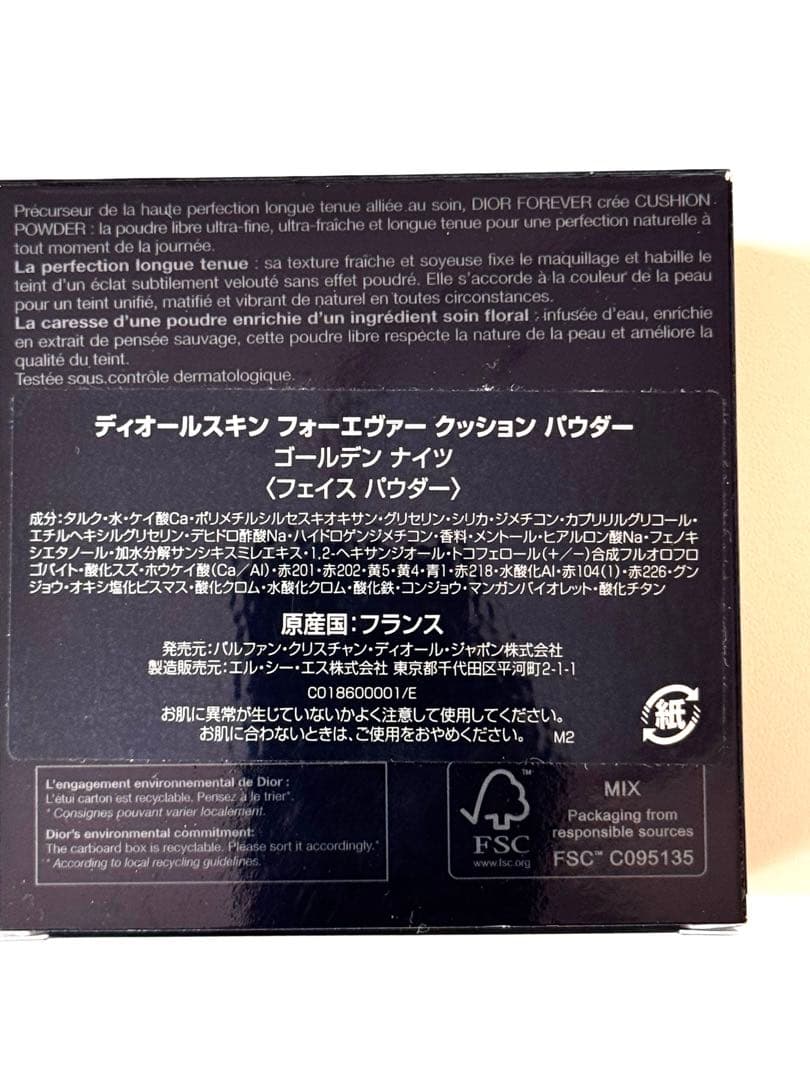 Précurseur de la haute perfection longue tenue alliée au soin, DIOR FOREVER crée CUSHION
POWDER : la poudre libre ultra-fine, ultra-fraîche et longue tenue pour une perfection naturelle à
tout moment de la journée.
La perfection longue tenue : sa texture fraîche et soyeuse fixe le maquillage et habille le
teint d'un éclat subtilement velouté sans effet poudré. Elle s'accorde à la couleur de la peau
pour un teint unifié, matifié et vibrant de naturel en toutes circonstances.
La caresse d'une poudre enrichie d'un ingrédient soin floral : infusée d'eau, enrichie
en extrait de pensée sauvage, cette poudre libre respecte la nature de la peau et améliore la
qualité du teint.
Testée sous contrôle dermatologique.
ディオールスキン フォーエヴァー クッション パウダー
ゴールデン ナイツ
〈フェイス パウダー〉
成分:タルク・水・ケイ酸Ca・ポリメチルシルセスキオキサン・グリセリン・シリカ・ジメチコン・カプリリルグリコール・
エチルヘキシルグリセリン・デヒドロ酢酸Na・ハイドロゲンジメチコン・香料・メントール・ヒアルロン酸Na・フェノキ
シエタノール・加水分解サンシキスミレエキス・1,2-ヘキサンジオール・トコフェロール(+/-)合成フルオロフロ
ゴパイト・酸化スズ・ホウケイ酸(Ca/Al)・赤201・赤202・黄5・黄4・青1・赤218・水酸化Al・赤104(1)・赤226・グン
ジョウ・オキシ塩化ビスマス・酸化クロム・水酸化クロム・酸化鉄・コンジョウ・マンガンバイオレット・酸化チタン
原産国:フランス
発売元:パルファン・クリスチャン・ディオール・ジャポン株式会社
製造販売元:エル・シー・エス株式会社 東京都千代田区平河町2-1-1
C018600001/E
お肌に異常が生じていないかよく注意して使用してください。
お肌に合わないときは、ご使用をおやめください。 M2
紙
L'engagement environnemental de Dior :
L'étui carton est recyclable. Pensez à le trier*.
* Consignes pouvant varier localement.
Dior's environmental commitment:
The carboard box is recyclable. Please sort it accordingly.*
* According to local recycling guidelines.
FSC
www.fsc.org
MIX
Packaging from
responsible sources
FSC™ C095135